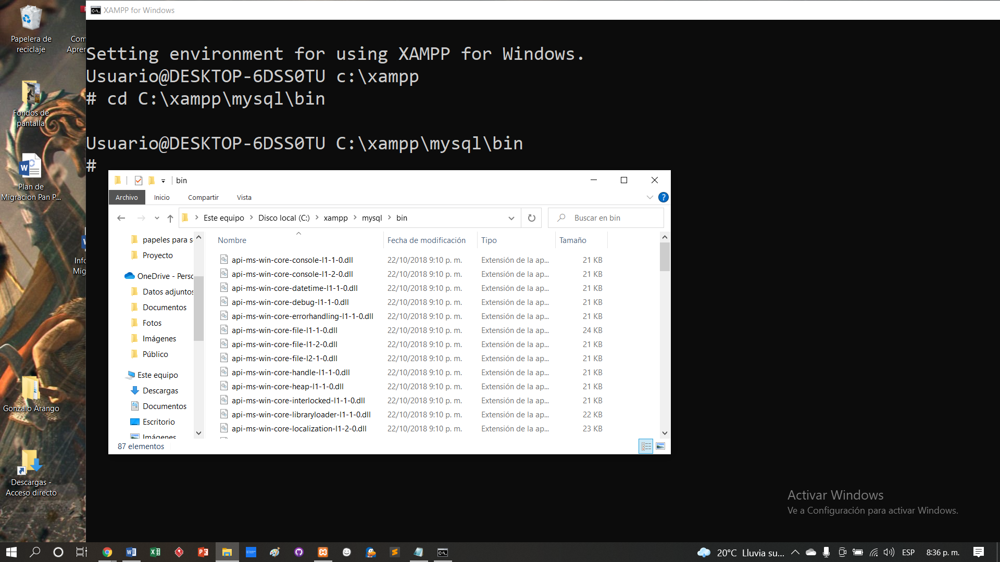 Papelera de
reciclaje
Com
Apren
Fondos de
pantalla
Plan de
Migracion Pan P...
Info
Mig
Gonzalo Arango
Descargas -
Acceso directo
XAMPP for Windows
Setting environment for using XAMPP for Windows.
Usuario@DESKTOP-6DSS0TU c:\xampp
# cd C:\xampp\mysql\bin
Usuario@DESKTOP-6DSS0TU C:\xampp\mysql\bin
#
bin
Archivo Inicio Compartir Vista
Este equipo > Disco local (C:) > xampp > mysql > bin
Buscar en bin
papeles para s
Proyecto
OneDrive - Perso
Datos adjuntos
Documentos
Fotos
Imágenes
Público
Este equipo
Descargas
Documentos
Escritorio
Imágenes
Nombre Fecha de modificación Tipo Tamaño
api-ms-win-core-console-l1-1-0.dll 22/10/2018 9:10 p. m. Extensión de la ap... 21 KB
api-ms-win-core-console-l1-2-0.dll 22/10/2018 9:10 p. m. Extensión de la ap... 21 KB
api-ms-win-core-datetime-l1-1-0.dll 22/10/2018 9:10 p. m. Extensión de la ap... 21 KB
api-ms-win-core-debug-l1-1-0.dll 22/10/2018 9:10 p. m. Extensión de la ap... 21 KB
api-ms-win-core-errorhandling-l1-1-0.dll 22/10/2018 9:10 p. m. Extensión de la ap... 21 KB
api-ms-win-core-file-l1-1-0.dll 22/10/2018 9:10 p. m. Extensión de la ap... 24 KB
api-ms-win-core-file-l1-2-0.dll 22/10/2018 9:10 p. m. Extensión de la ap... 21 KB
api-ms-win-core-file-l2-1-0.dll 22/10/2018 9:10 p. m. Extensión de la ap... 21 KB
api-ms-win-core-handle-l1-1-0.dll 22/10/2018 9:10 p. m. Extensión de la ap... 21 KB
api-ms-win-core-heap-l1-1-0.dll 22/10/2018 9:10 p. m. Extensión de la ap... 21 KB
api-ms-win-core-interlocked-l1-1-0.dll 22/10/2018 9:10 p. m. Extensión de la ap... 21 KB
api-ms-win-core-libraryloader-l1-1-0.dll 22/10/2018 9:10 p. m. Extensión de la ap... 22 KB
api-ms-win-core-localization-l1-2-0.dll 22/10/2018 9:10 p. m. Extensión de la ap... 23 KB
87 elementos
Activar Windows
Ve a Configuración para activar Windows.
20°C Lluvia su... ESP 8:36 p. m.